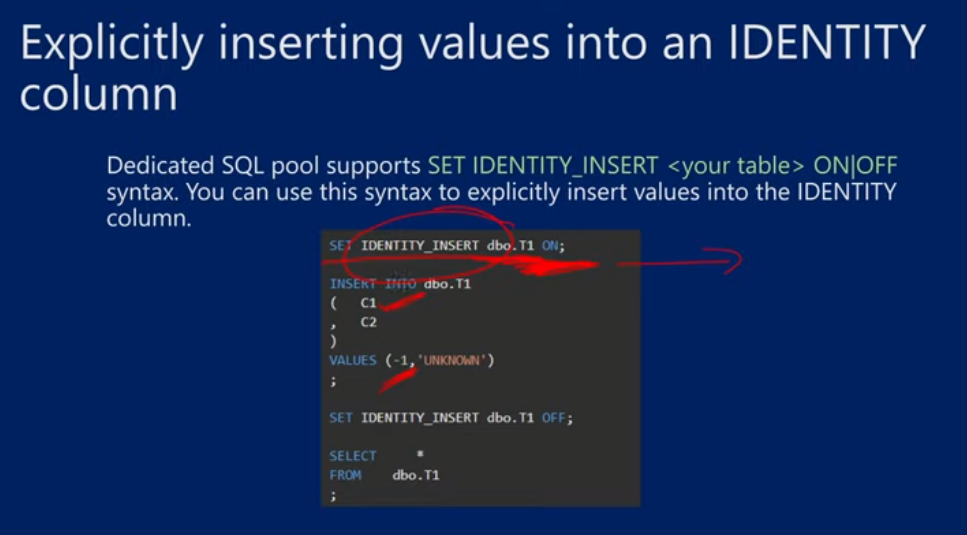 Explicitly inserting values into an IDENTITY
column
Dedicated SQL pool supports SET IDENTITY_INSERT <your table> ON|OFF
syntax. You can use this syntax to explicitly insert values into the IDENTITY
column.
SET IDENTITY_INSERT dbo.T1 ON;
INSERT INTO dbo.T1
( C1
, C2
)
VALUES (-1,'UNKNOWN')
;
SET IDENTITY_INSERT dbo.T1 OFF;
SELECT *
FROM dbo.T1
;